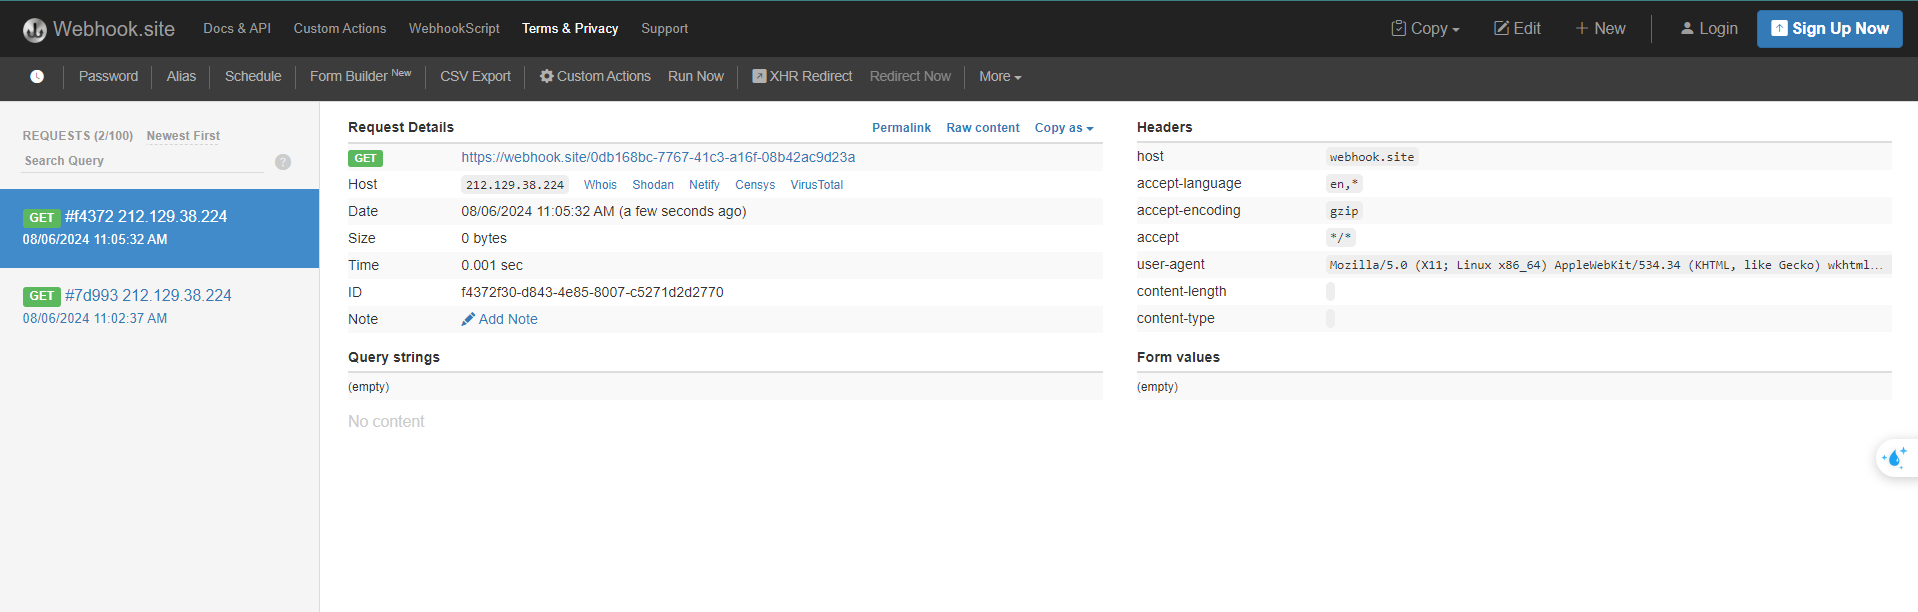 Webhook.site Docs & API Custom Actions WebhookScript Terms & Privacy Support Copy Edit New Login Sign Up Now
Password Alias Schedule Form Builder New CSV Export Custom Actions Run Now XHR Redirect Redirect Now More
REQUESTS (2/100) Newest First
Search Query ?
GET #f4372 212.129.38.224
08/06/2024 11:05:32 AM
GET #7d993 212.129.38.224
08/06/2024 11:02:37 AM
Request Details Permalink Raw content Copy as
GET https://webhook.site/0db168bc-7767-41c3-a16f-08b42ac9d23a
Host 212.129.38.224 Whois Shodan Netify Censys VirusTotal
Date 08/06/2024 11:05:32 AM (a few seconds ago)
Size 0 bytes
Time 0.001 sec
ID f4372f30-d843-4e85-8007-c5271d2d2770
Note Add Note
Query strings
(empty)
No content
Headers
host webhook.site
accept-language en,*
accept-encoding gzip
accept */*
user-agent Mozilla/5.0 (X11; Linux x86_64) AppleWebKit/534.34 (KHTML, like Gecko) wkhtml...
content-length
content-type
Form values
(empty)